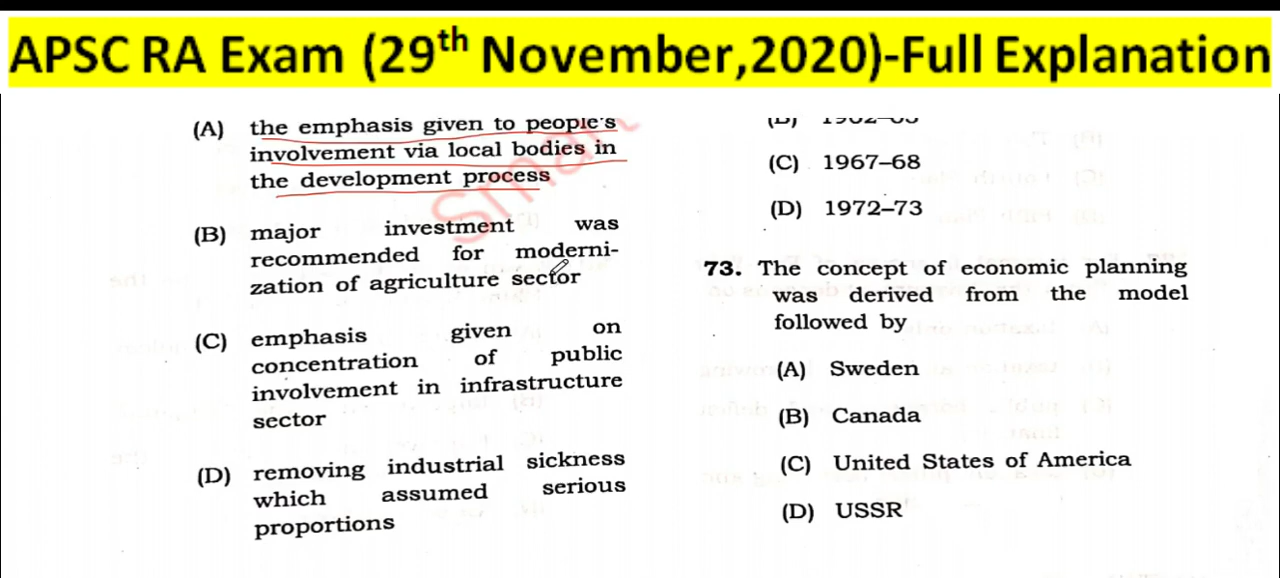 APSC RA Exam (29th November,2020)-Full Explanation
(A) the emphasis given to people's
involvement via local bodies in
the development process
(B) major investment was
recommended for moderni-
zation of agriculture sector
(C) emphasis given on
concentration of public
involvement in infrastructure
sector
(D) removing industrial sickness
which assumed serious
proportions
(C) 1967–68
(D) 1972–73
73. The concept of economic planning
was derived from the model
followed by
(A) Sweden
(B) Canada
(C) United States of America
(D) USSR